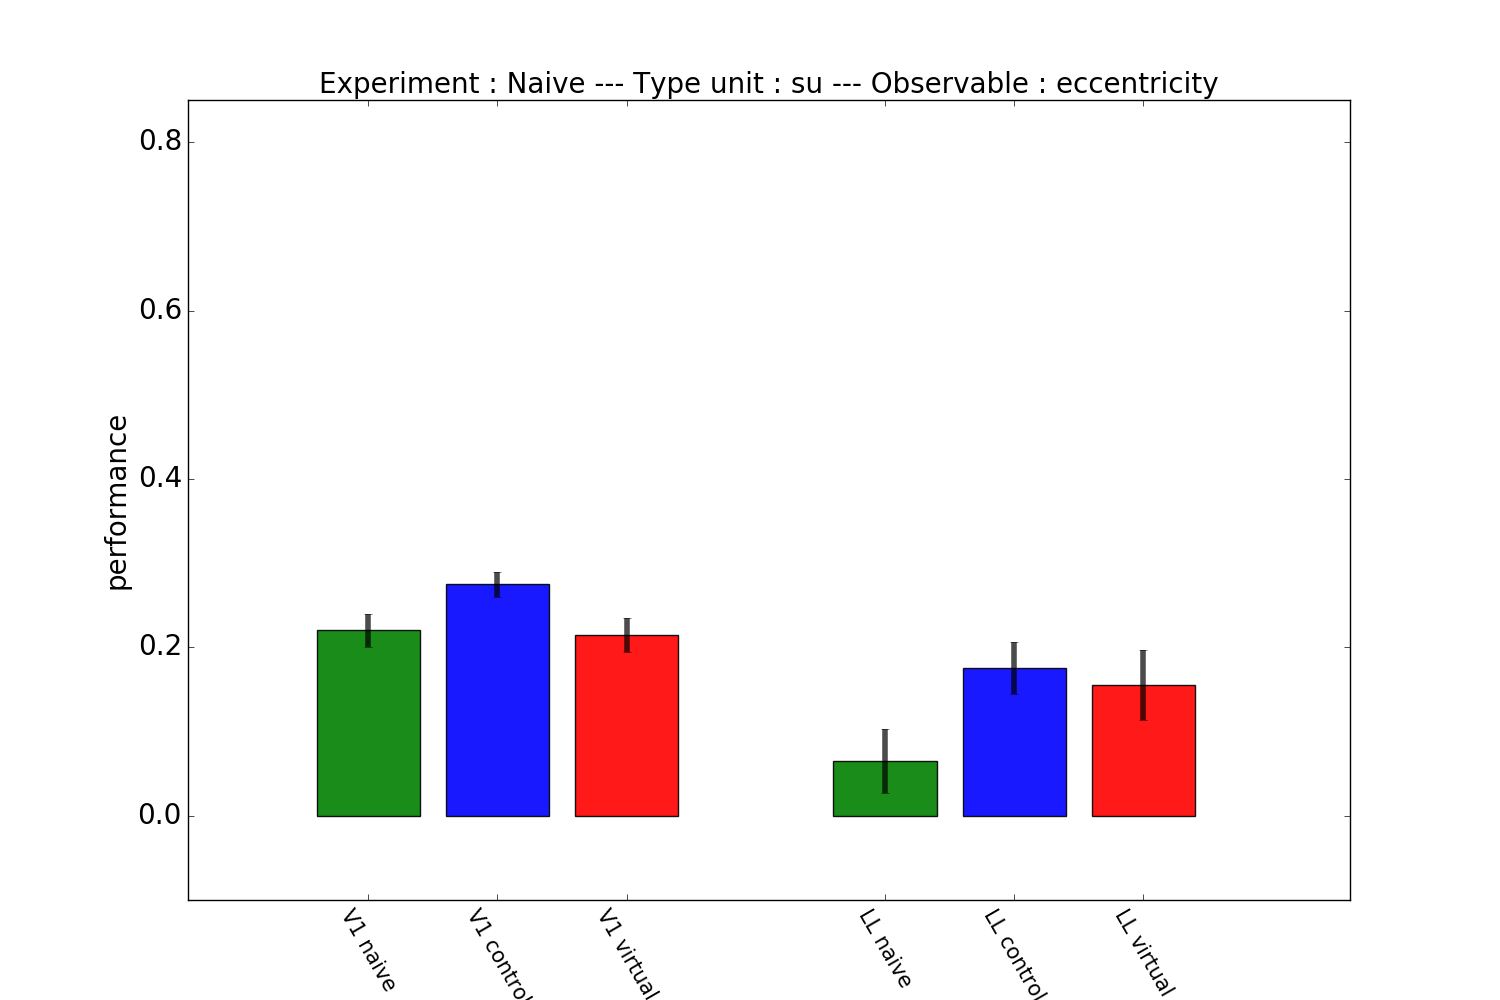 Experiment : Naive --- Type unit : su --- Observable : eccentricity
0.8
0.6
0.4
0.2
0.0
performance
V1 naive
V1 control
V1 virtual
LL naive
LL control
LL virtual